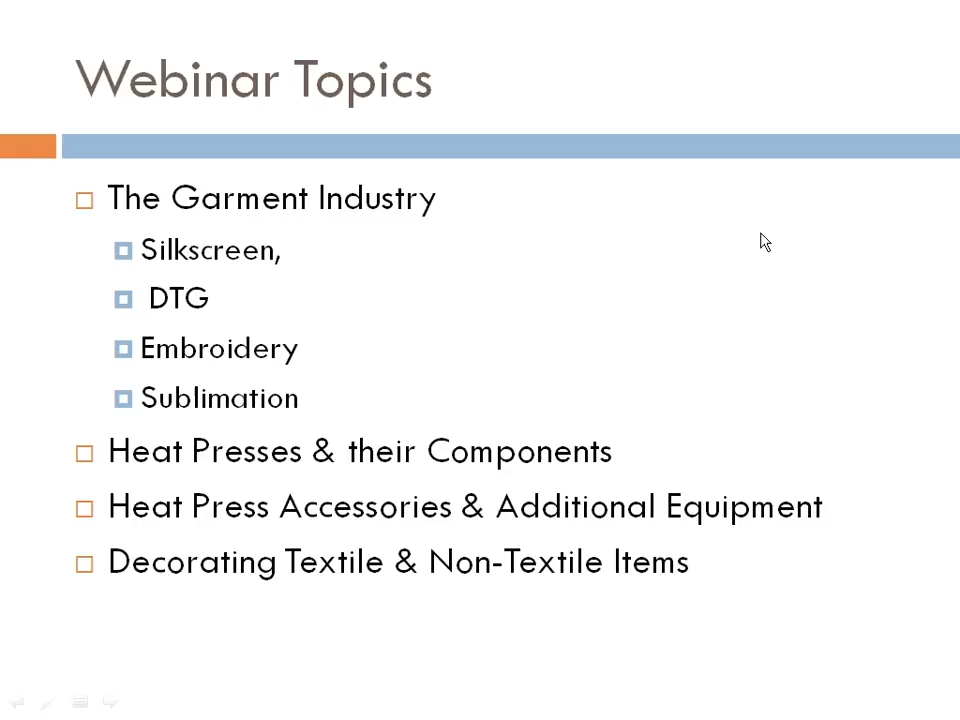 Webinar Topics
The Garment Industry
Silkscreen,
DTG
Embroidery
Sublimation
Heat Presses & their Components
Heat Press Accessories & Additional Equipment
Decorating Textile & Non-Textile Items